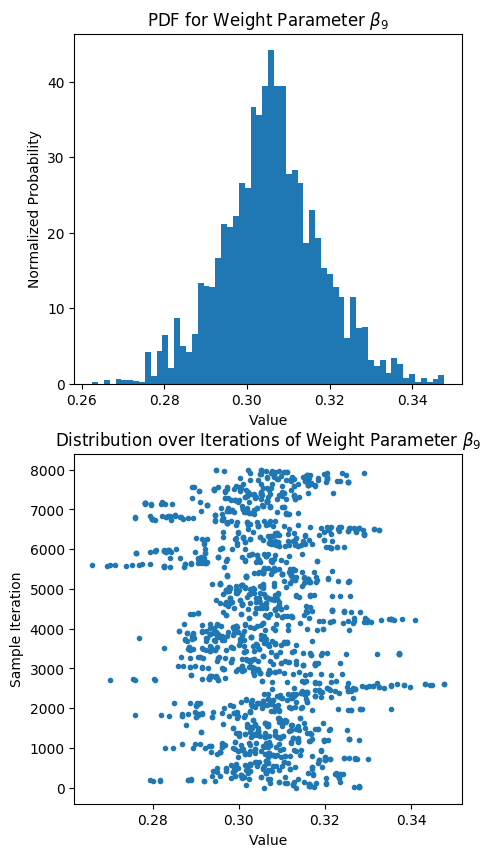 PDF for Weight Parameter β₉
40
30
20
10
0
Normalized Probability
0.26 0.28 0.30 0.32 0.34
Value
Distribution over Iterations of Weight Parameter β₉
8000
7000
6000
5000
4000
3000
2000
1000
0
Sample Iteration
0.28 0.30 0.32 0.34
Value